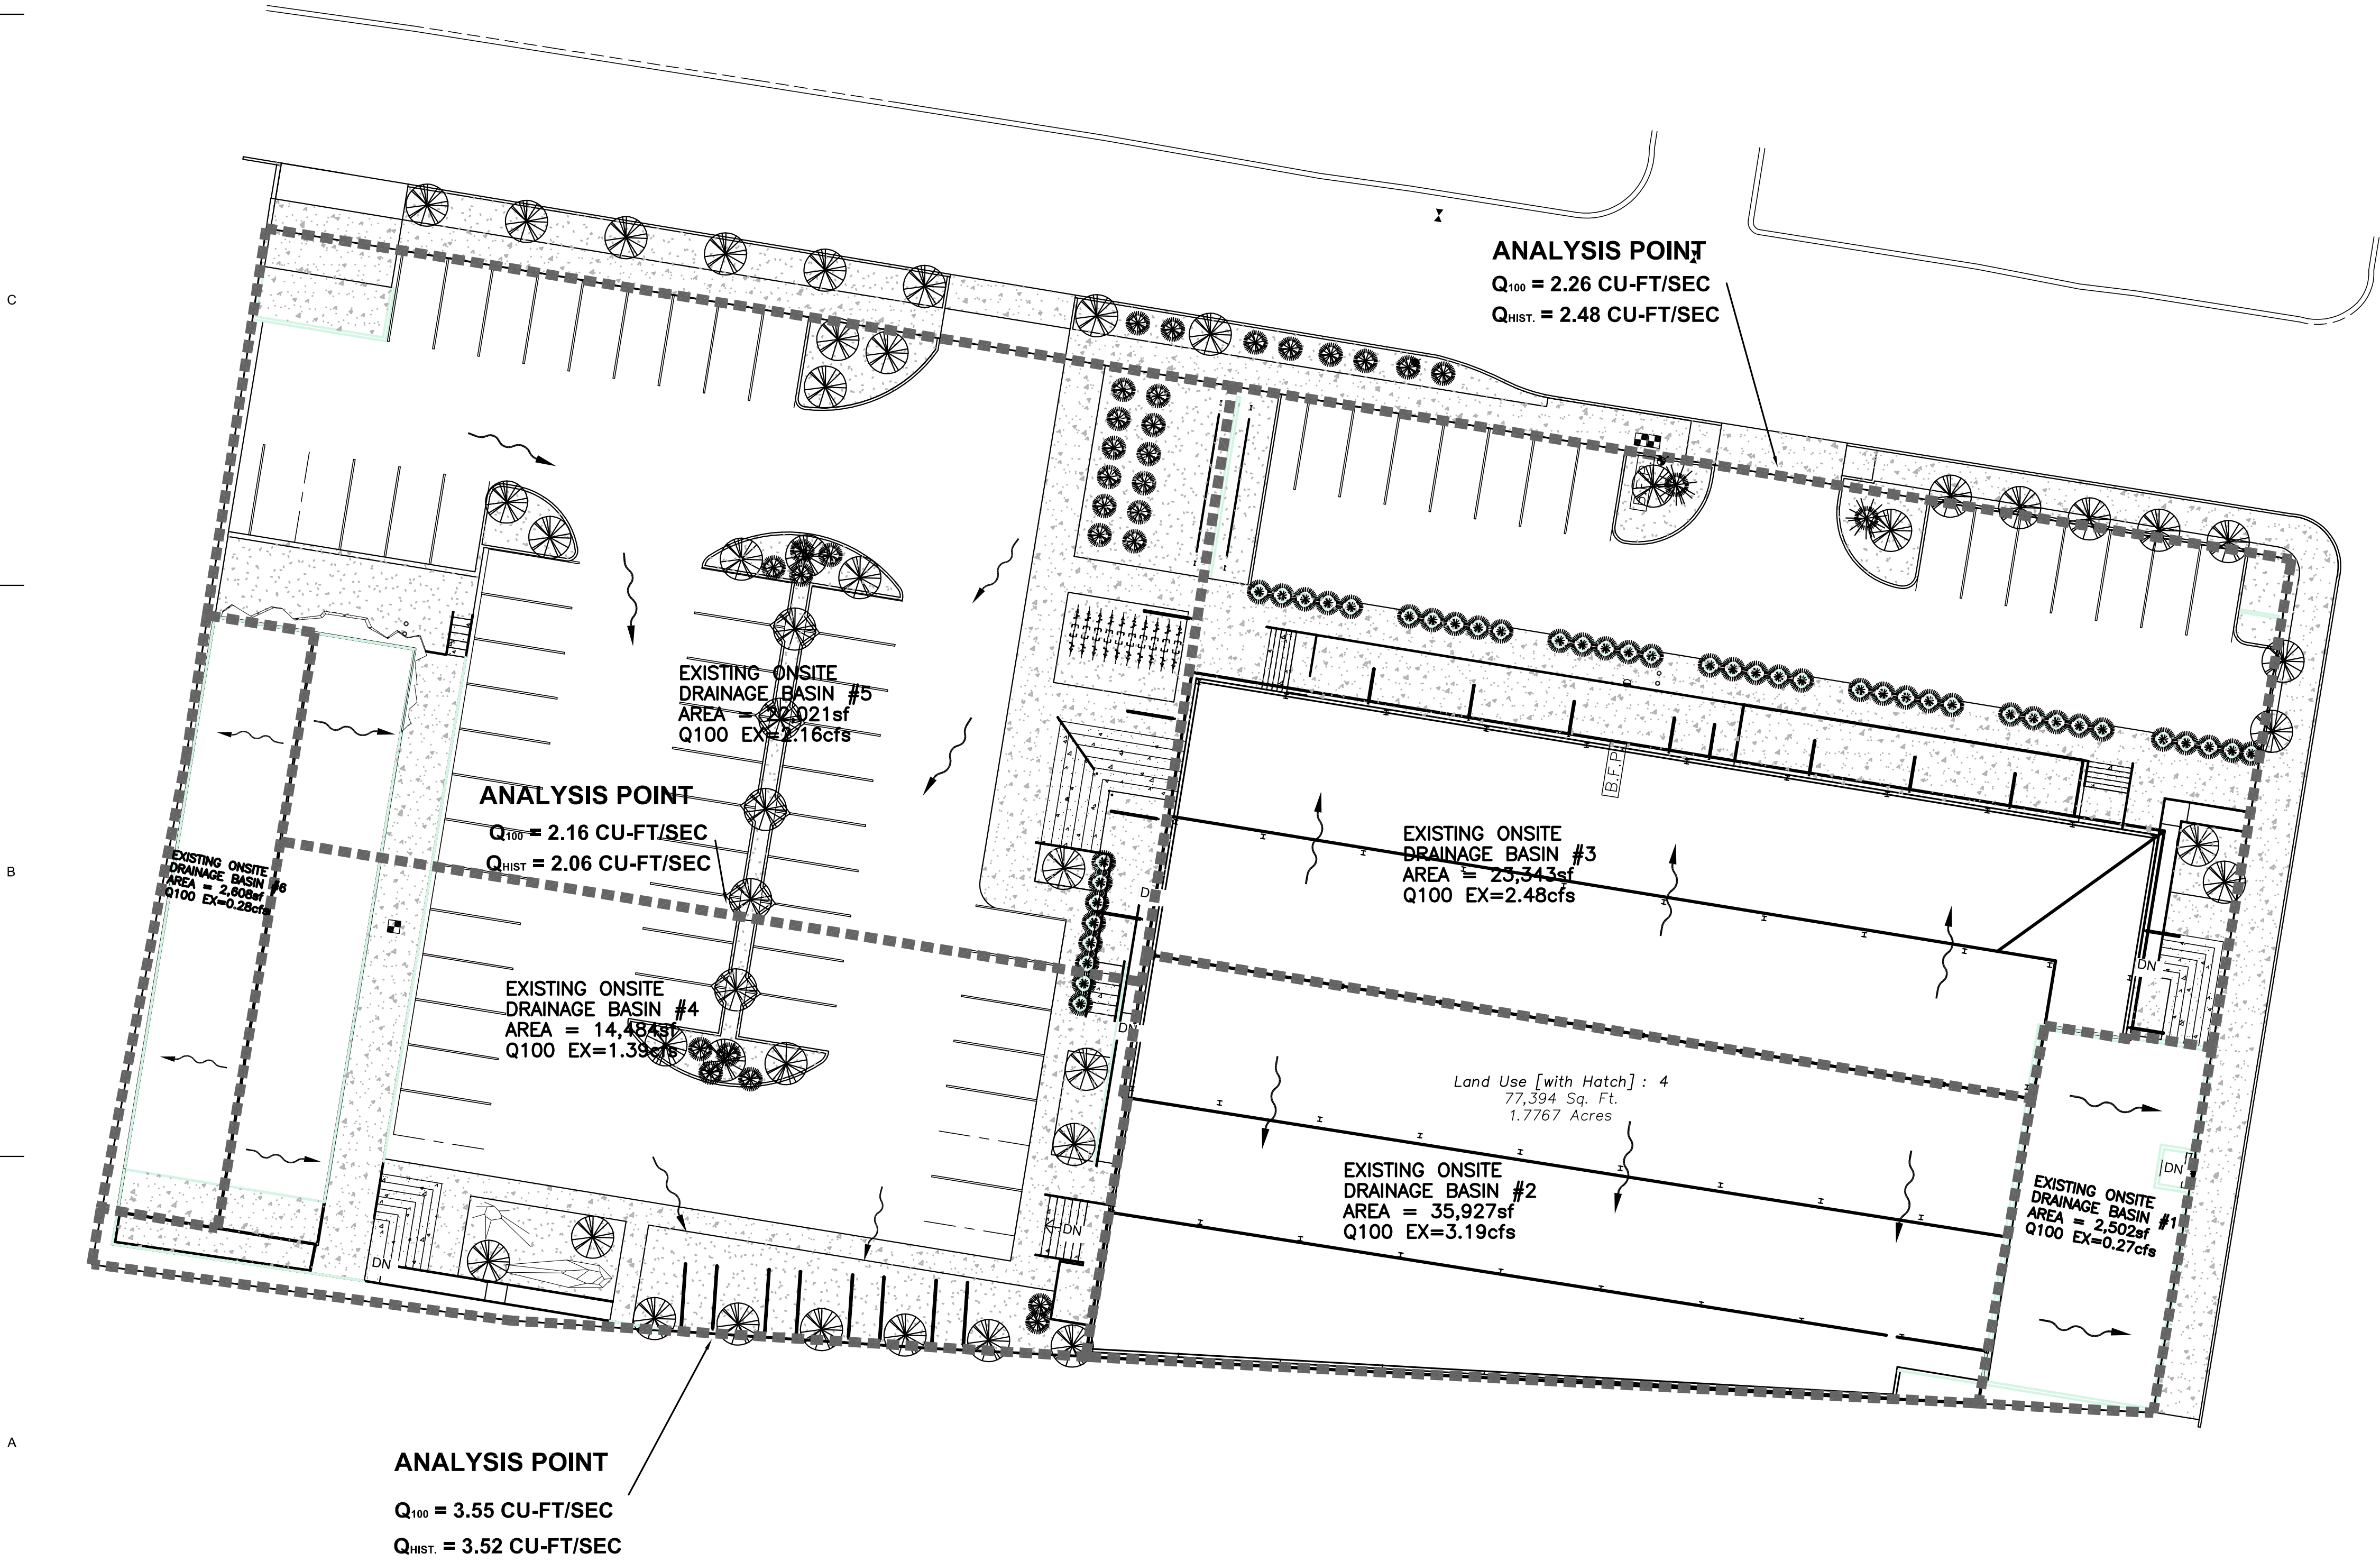 C
B
A
ANALYSIS POINT
Q100 = 2.26 CU-FT/SEC
QHIST. = 2.48 CU-FT/SEC
EXISTING ONSITE
DRAINAGE BASIN #5
AREA = 22,021sf
Q100 EX=2.16cfs
ANALYSIS POINT
Q100 = 2.16 CU-FT/SEC
QHIST = 2.06 CU-FT/SEC
B.F.P.
EXISTING ONSITE
DRAINAGE BASIN #3
AREA = 23,343sf
Q100 EX=2.48cfs
EXISTING ONSITE
DRAINAGE BASIN #6
AREA = 2,608sf
Q100 EX=0.28cfs
EXISTING ONSITE
DRAINAGE BASIN #4
AREA = 14,484sf
Q100 EX=1.39cfs
DN
DN
Land Use [with Hatch] : 4
77,394 Sq. Ft.
1.7767 Acres
EXISTING ONSITE
DRAINAGE BASIN #2
AREA = 35,927sf
Q100 EX=3.19cfs
DN
EXISTING ONSITE
DRAINAGE BASIN #1
AREA = 2,502sf
Q100 EX=0.27cfs
DN
DN
ANALYSIS POINT
Q100 = 3.55 CU-FT/SEC
QHIST. = 3.52 CU-FT/SEC